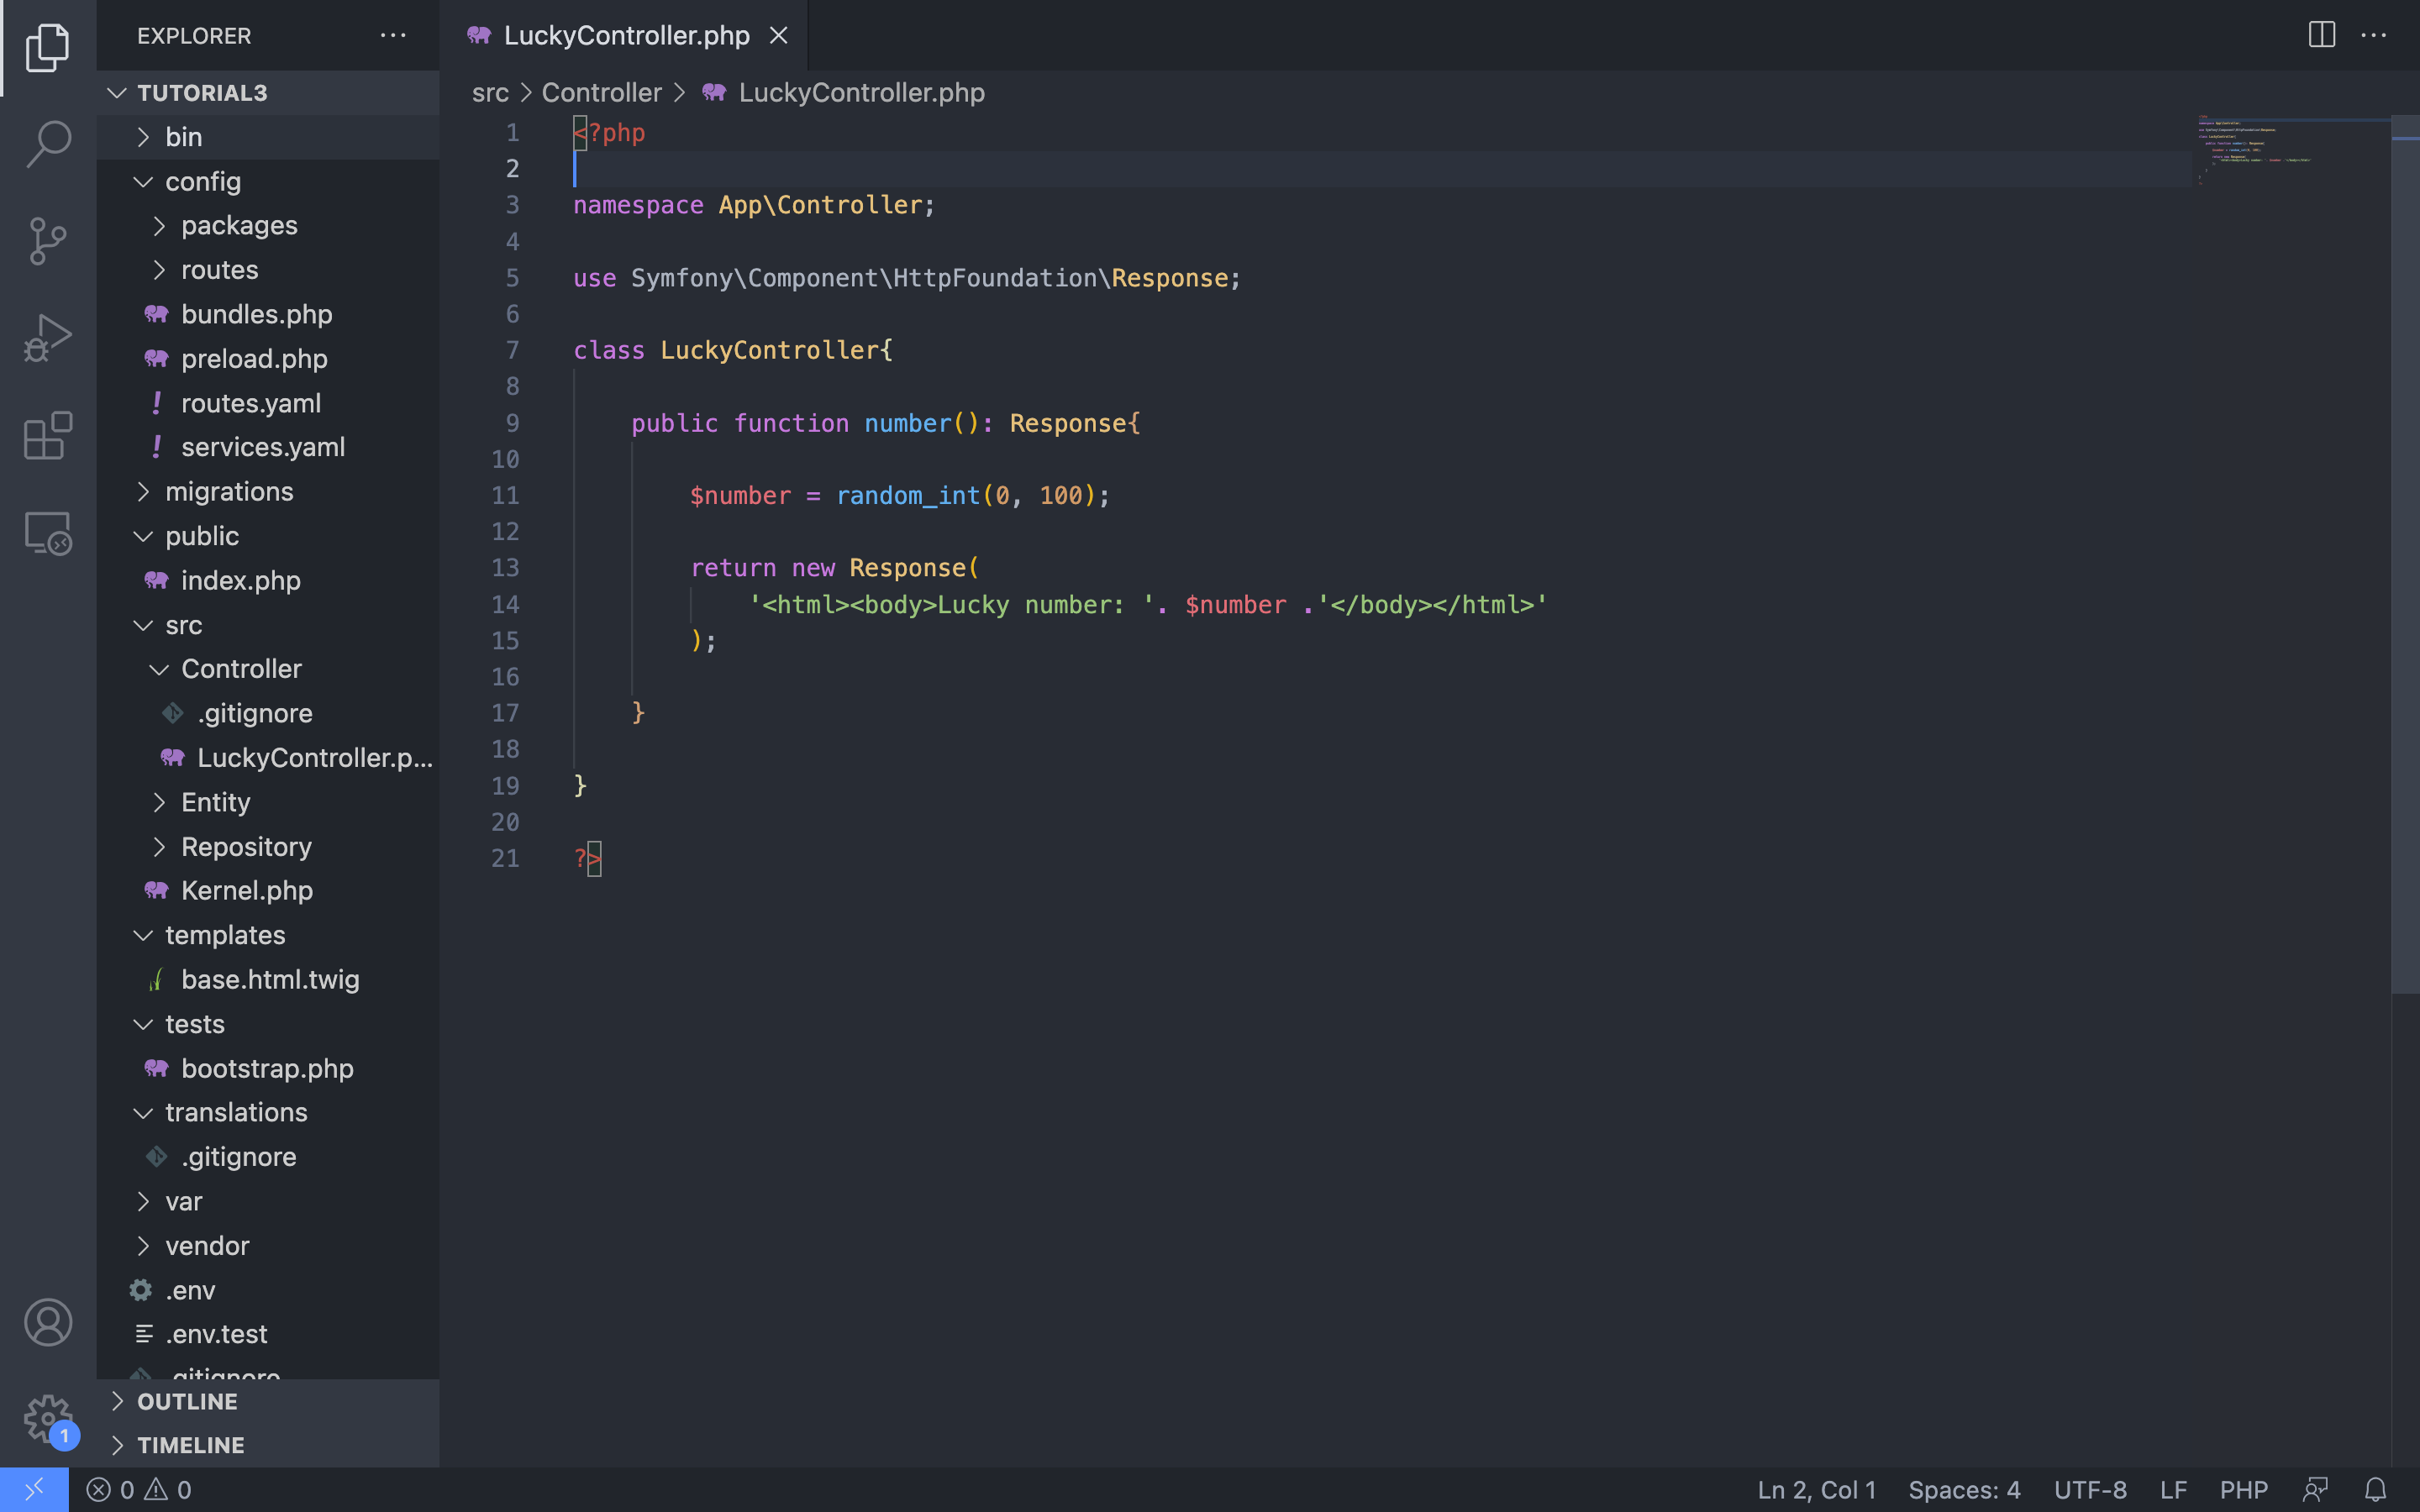 EXPLORER
TUTORIAL3
bin
config
packages
routes
bundles.php
preload.php
routes.yaml
services.yaml
migrations
public
index.php
src
Controller
.gitignore
LuckyController.p...
Entity
Repository
Kernel.php
templates
base.html.twig
tests
bootstrap.php
translations
.gitignore
var
vendor
.env
.env.test
.gitignore
OUTLINE
TIMELINE
1
LuckyController.php
src > Controller > LuckyController.php
1 <?php
2
3 namespace App\Controller;
4
5 use Symfony\Component\HttpFoundation\Response;
6
7 class LuckyController{
8
9 public function number(): Response{
10
11 $number = random_int(0, 100);
12
13 return new Response(
14 '<html><body>Lucky number: '. $number .'</body></html>'
15 );
16
17 }
18
19 }
20
21 ?>
0 0 Ln 2, Col 1 Spaces: 4 UTF-8 LF PHP